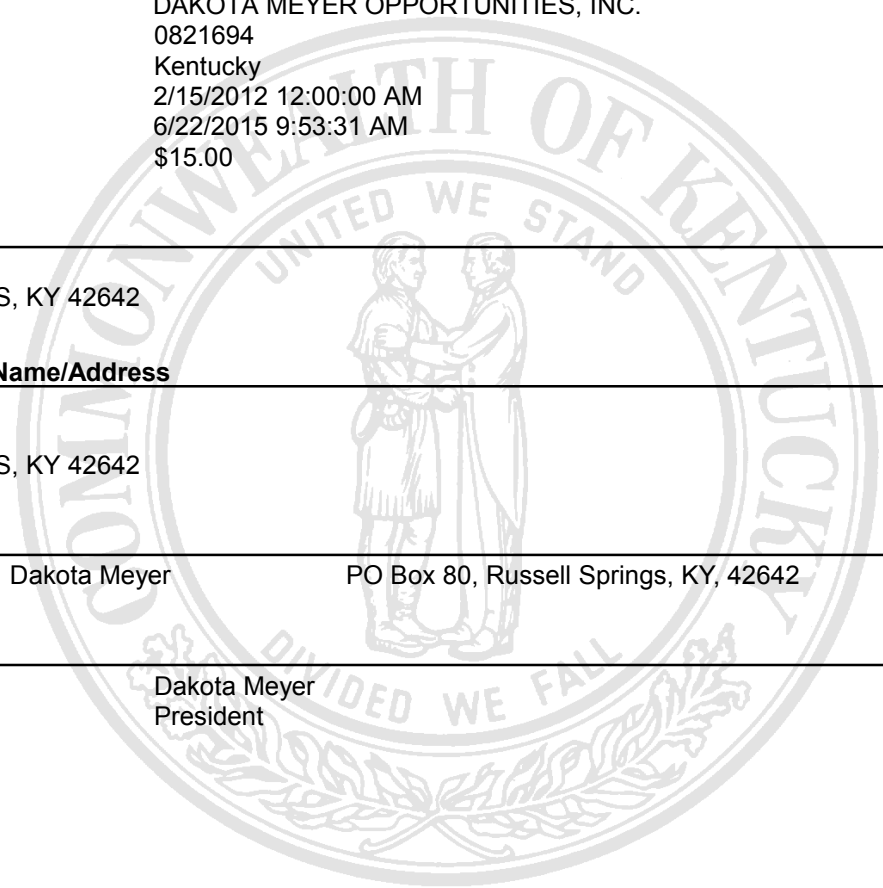 DAKOTA MEYER OPPORTUNITIES, INC.
0821694
Kentucky
2/15/2012 12:00:00 AM
6/22/2015 9:53:31 AM
$15.00
COMMONWEALTH OF KENTUCKY
UNITED WE STAND
S, KY 42642
Name/Address
S, KY 42642
Dakota Meyer PO Box 80, Russell Springs, KY, 42642
DIVIDED WE FALL
Dakota Meyer
President